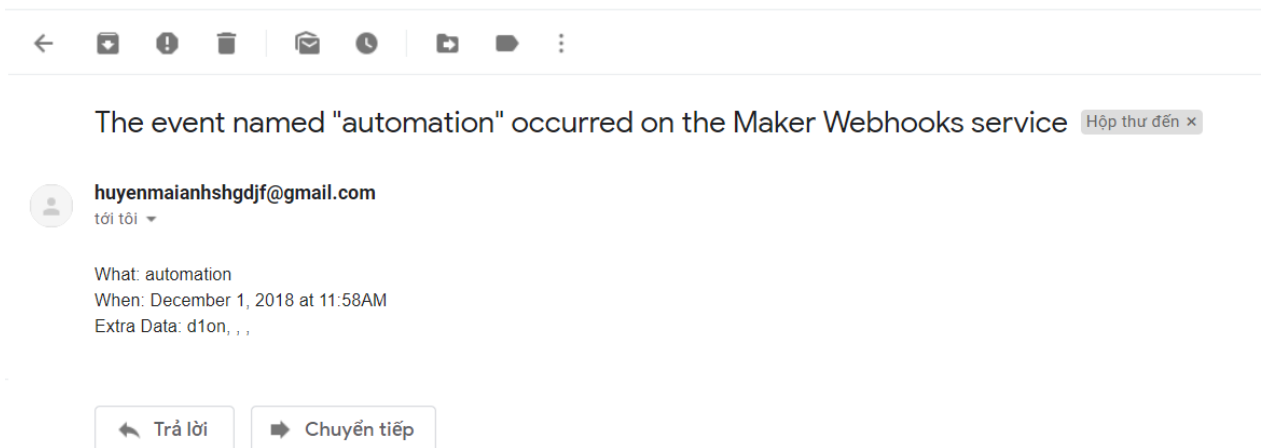 The event named "automation" occurred on the Maker Webhooks service Hộp thư đến ×
huyenmaianhshgdjf@gmail.com
tới tôi
What: automation
When: December 1, 2018 at 11:58AM
Extra Data: d1on, , ,
Trả lời Chuyển tiếp